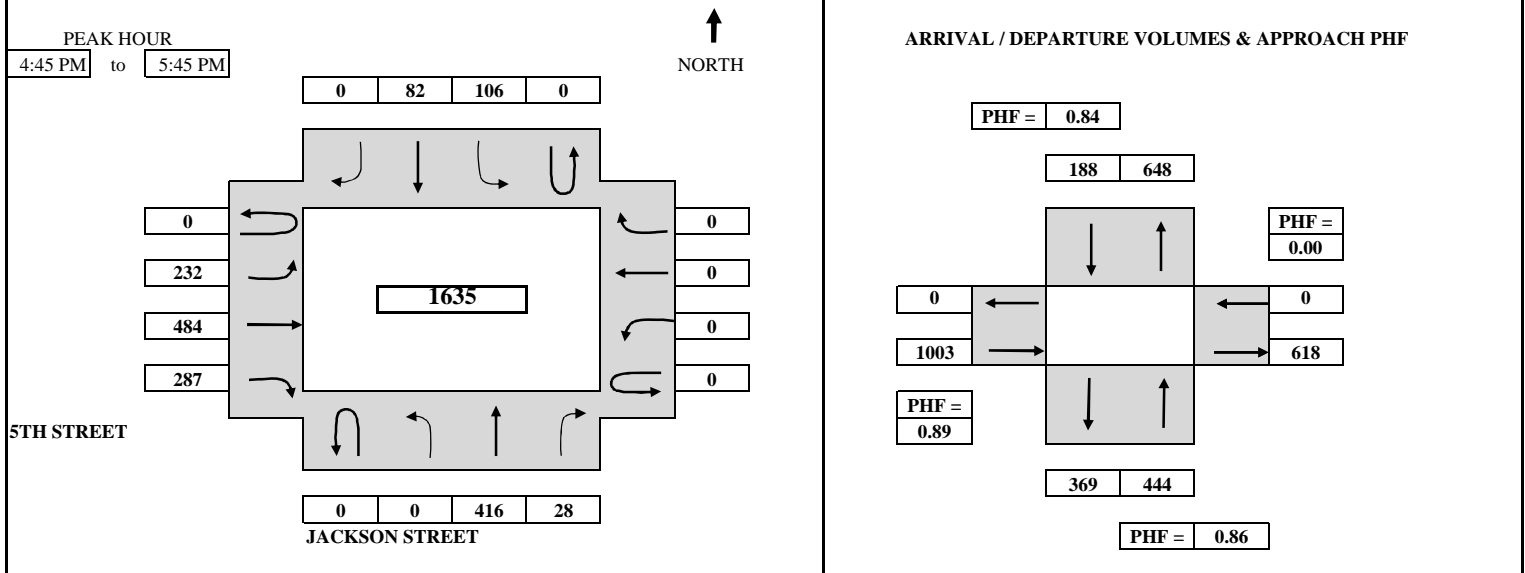 PEAK HOUR
4:45 PM to 5:45 PM
NORTH
0 82 106 0
0
232
484
287
1635
0
0
0
0
5TH STREET
0 0 416 28
JACKSON STREET
ARRIVAL / DEPARTURE VOLUMES & APPROACH PHF
PHF = 0.84
188 648
PHF =
0.00
0
0
1003
618
PHF =
0.89
369 444
PHF = 0.86